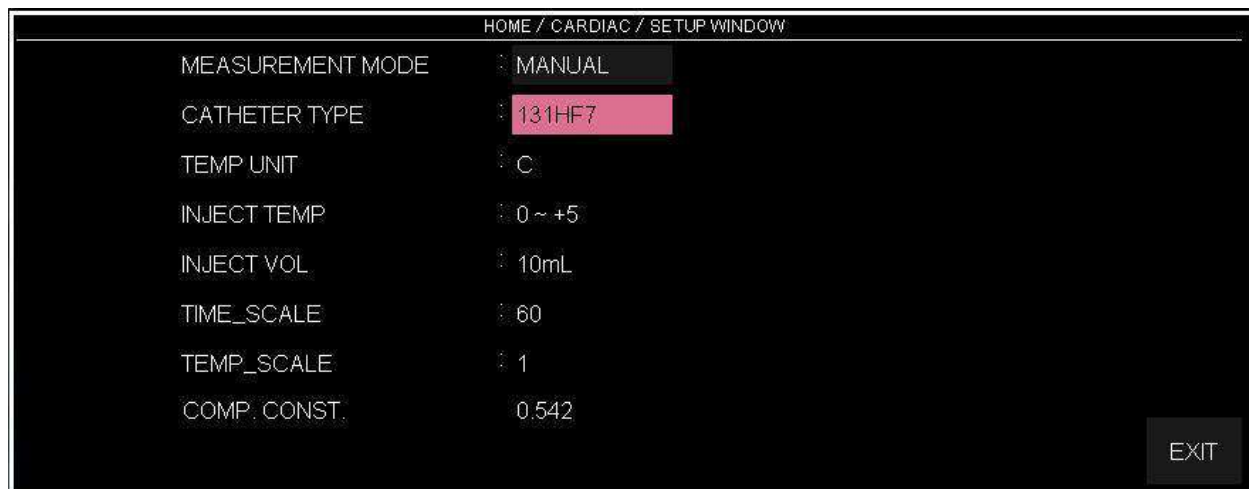 HOME / CARDIAC / SETUP WINDOW
MEASUREMENT MODE : MANUAL
CATHETER TYPE : 131HF7
TEMP UNIT : C
INJECT TEMP : 0 ~ +5
INJECT VOL : 10mL
TIME_SCALE : 60
TEMP_SCALE : 1
COMP. CONST. 0.542
EXIT